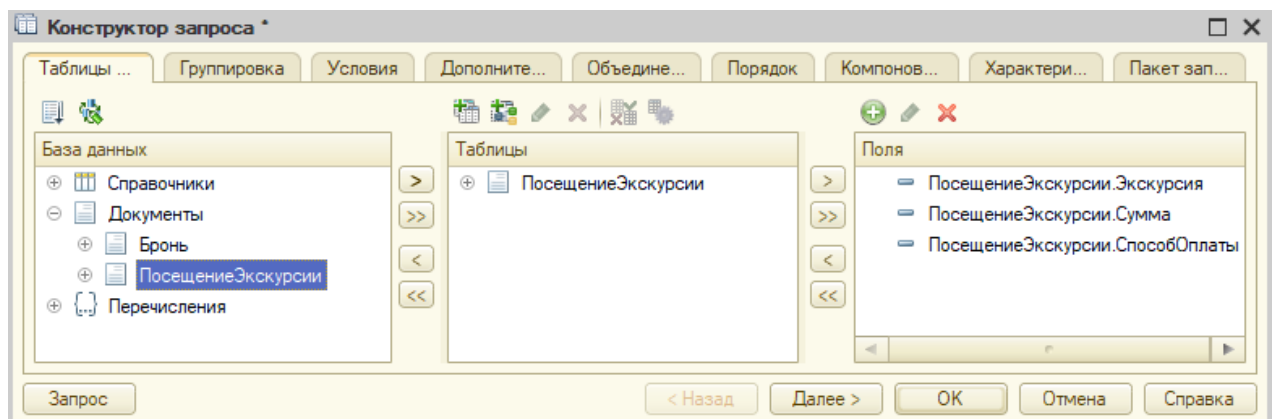 Конструктор запроса *
Таблицы ... Группировка Условия Дополните... Объедине... Порядок Компонов... Характери... Пакет зап...
База данных Таблицы Поля
Справочники > ПосещениеЭкскурсии > ПосещениеЭкскурсии.Экскурсия
Документы >> >> ПосещениеЭкскурсии.Сумма
Бронь < < ПосещениеЭкскурсии.СпособОплаты
ПосещениеЭкскурсии
Перечисления << <<
Запрос < Назад Далее > ОК Отмена Справка